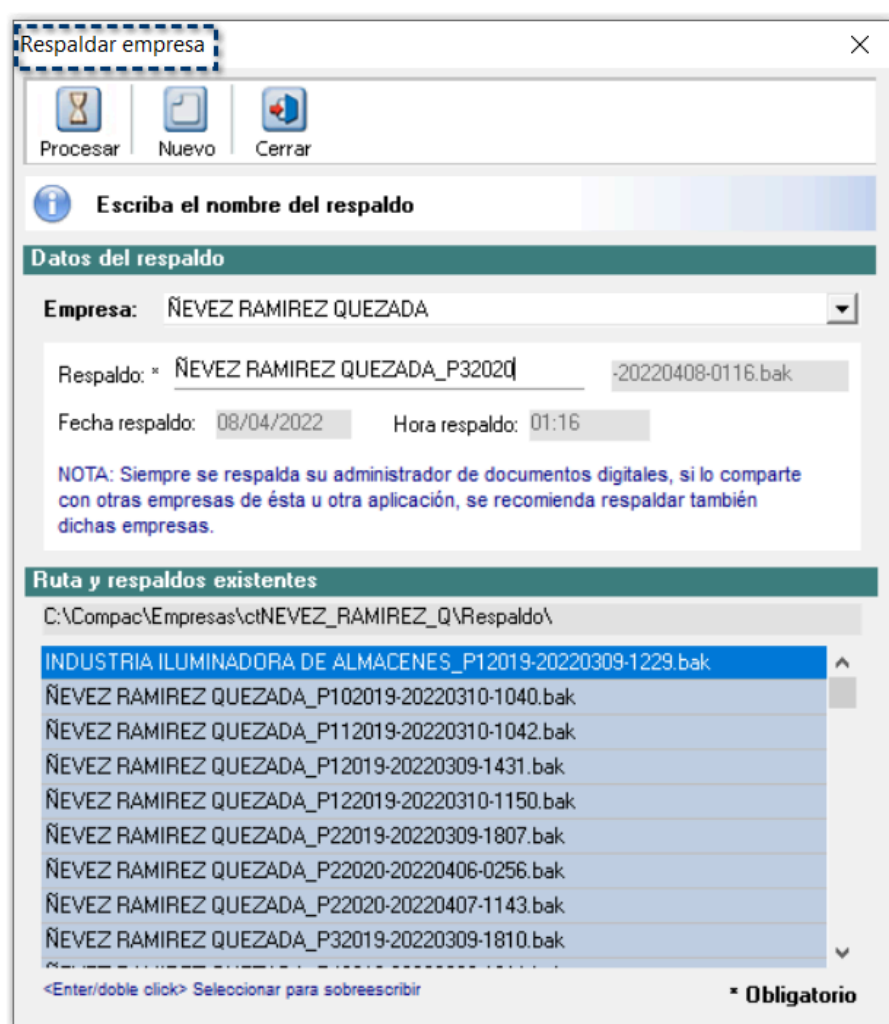 Respaldar empresa
Procesar Nuevo Cerrar
Escriba el nombre del respaldo
Datos del respaldo
Empresa: ÑEVEZ RAMIREZ QUEZADA
Respaldo: * ÑEVEZ RAMIREZ QUEZADA_P32020 -20220408-0116.bak
Fecha respaldo: 08/04/2022 Hora respaldo: 01:16
NOTA: Siempre se respalda su administrador de documentos digitales, si lo comparte
con otras empresas de ésta u otra aplicación, se recomienda respaldar también
dichas empresas.
Ruta y respaldos existentes
C:\Compac\Empresas\ctNEVEZ_RAMIREZ_Q\Respaldo\
INDUSTRIA ILUMINADORA DE ALMACENES_P12019-20220309-1229.bak
ÑEVEZ RAMIREZ QUEZADA_P102019-20220310-1040.bak
ÑEVEZ RAMIREZ QUEZADA_P112019-20220310-1042.bak
ÑEVEZ RAMIREZ QUEZADA_P12019-20220309-1431.bak
ÑEVEZ RAMIREZ QUEZADA_P122019-20220310-1150.bak
ÑEVEZ RAMIREZ QUEZADA_P22019-20220309-1807.bak
ÑEVEZ RAMIREZ QUEZADA_P22020-20220406-0256.bak
ÑEVEZ RAMIREZ QUEZADA_P22020-20220407-1143.bak
ÑEVEZ RAMIREZ QUEZADA_P32019-20220309-1810.bak
<Enter/doble click> Seleccionar para sobreescribir * Obligatorio